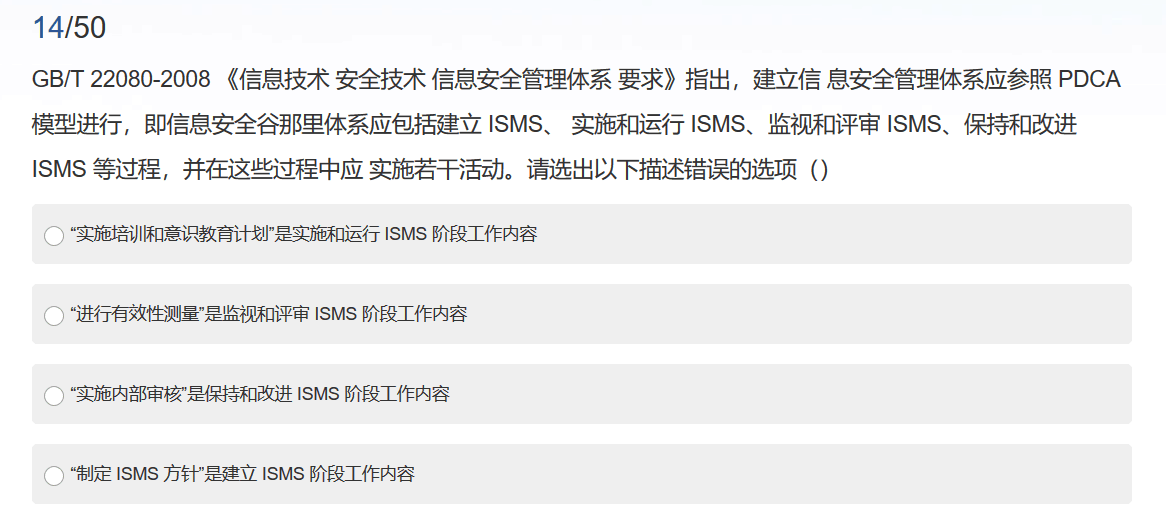 14/50
GB/T 22080-2008 《信息技术 安全技术 信息安全管理体系 要求》指出，建立信 息安全管理体系应参照 PDCA
模型进行，即信息安全谷那里体系应包括建立 ISMS、 实施和运行 ISMS、监视和评审 ISMS、保持和改进
ISMS 等过程，并在这些过程中应 实施若干活动。请选出以下描述错误的选项（）
“实施培训和意识教育计划”是实施和运行 ISMS 阶段工作内容
“进行有效性测量”是监视和评审 ISMS 阶段工作内容
“实施内部审核”是保持和改进 ISMS 阶段工作内容
“制定 ISMS 方针”是建立 ISMS 阶段工作内容